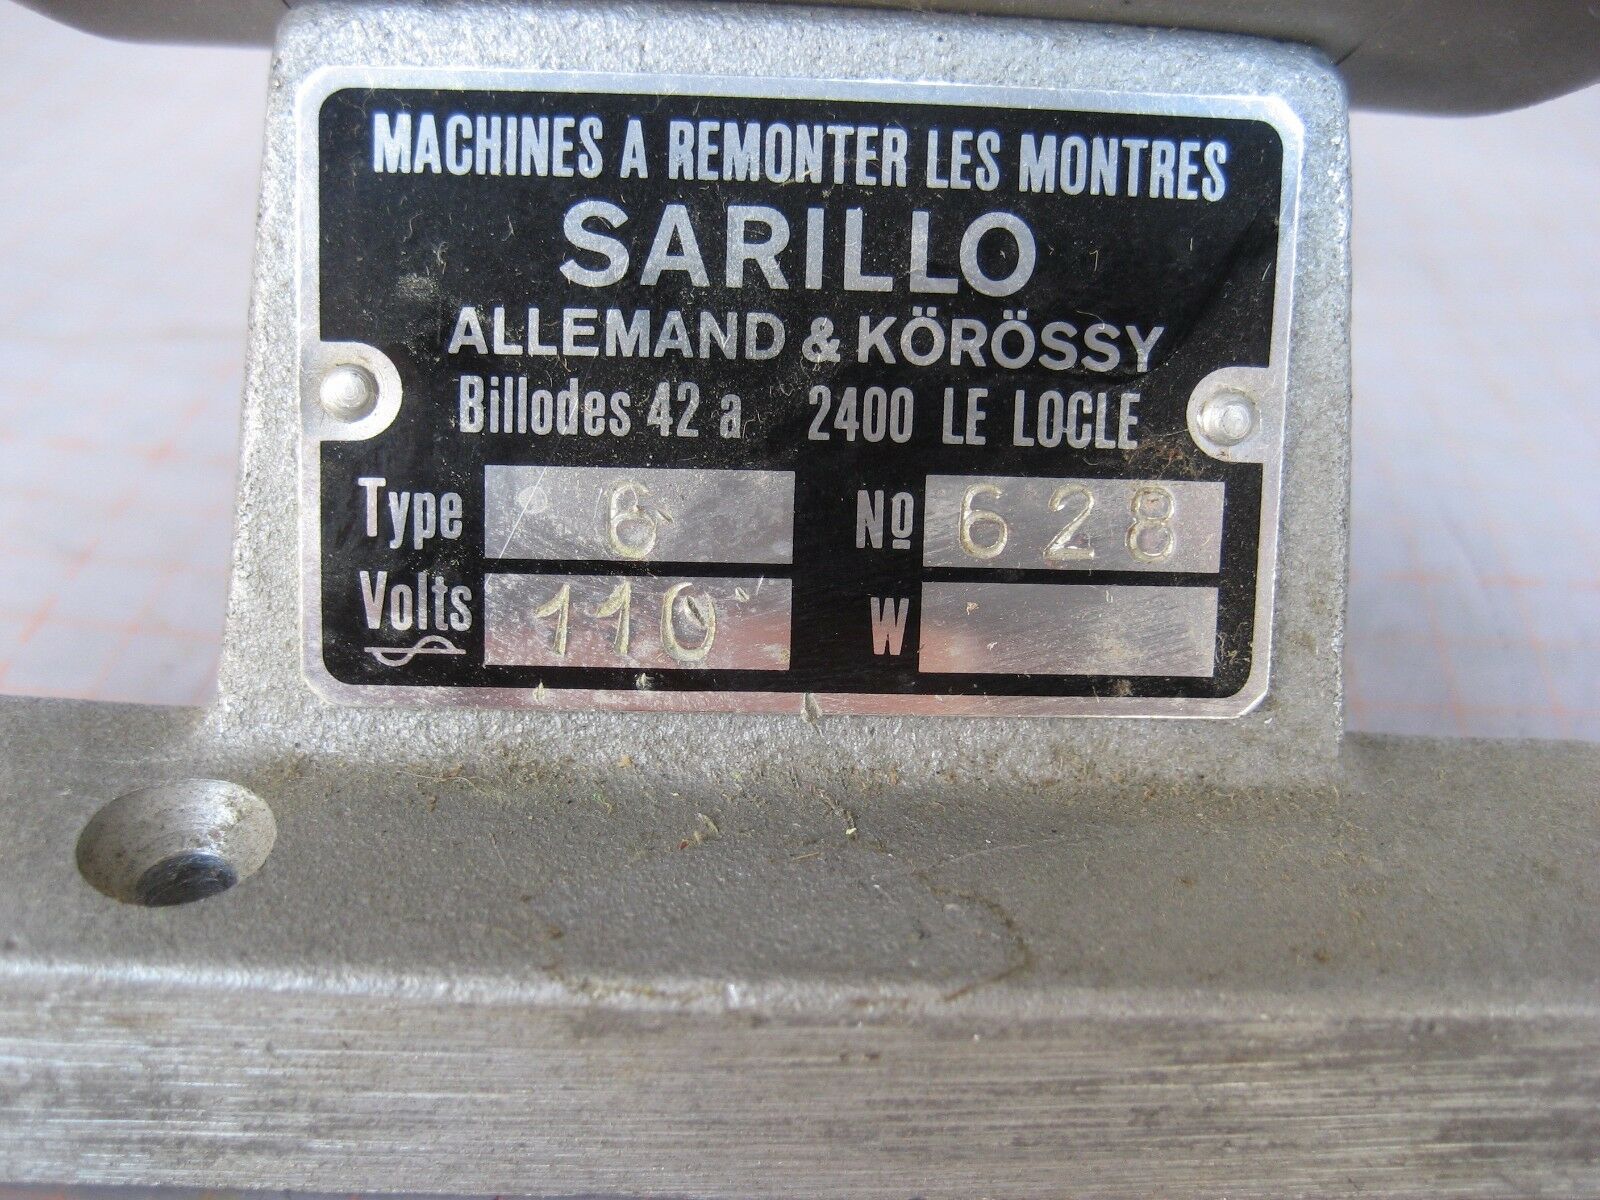 MACHINES A REMONTER LES MONTRES
SARILLO
ALLEMAND & KÖRÖSSY
Billodes 42 a 2400 LE LOCLE
Type 6 Nº 628
Volts 110 W